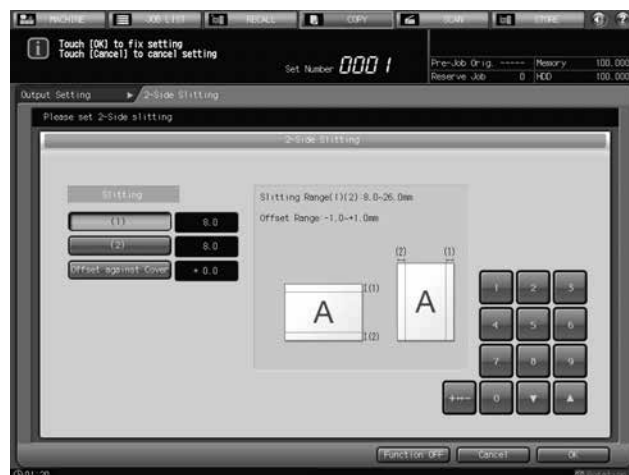 MACHINE JOB LIST RECALL COPY SCAN STORE
Touch [OK] to fix setting
Touch [Cancel] to cancel setting
Set Number 0001
Pre-Job Orig. ----- Memory 100.000
Reserve Job 0 HDD 100.000
Output Setting ▶ 2-Side Slitting
Please set 2-Side slitting
2-Side Slitting
Slitting
(1) 8.0
(2) 8.0
Offset against Cover + 0.0
Slitting Range(1)(2):8.0~26.0mm
Offset Range:-1.0~+1.0mm
(2) (1)
(1)
A A
(2)
1 2 3
4 5 6
7 8 9
+↔- 0 ▼ ▲
Function OFF Cancel OK